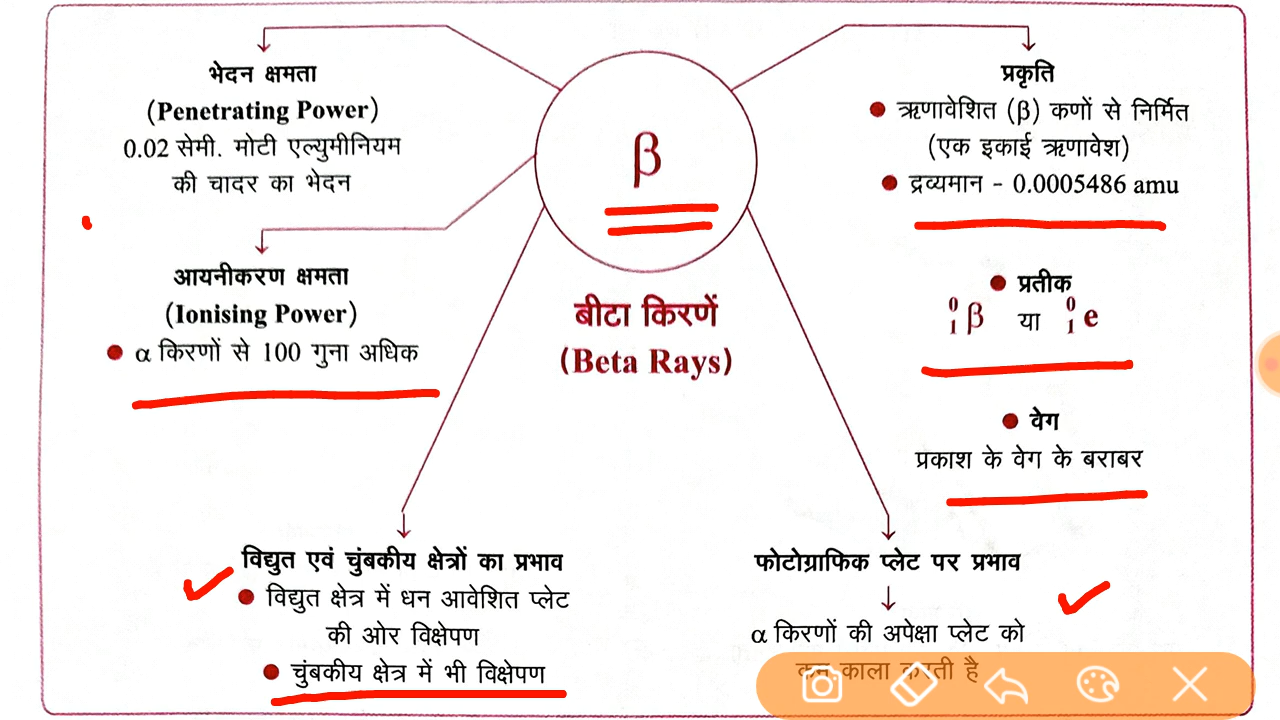 भेदन क्षमता
(Penetrating Power)
0.02 सेमी. मोटी एल्युमीनियम
की चादर का भेदन
आयनीकरण क्षमता
(Ionising Power)
α किरणों से 100 गुना अधिक
β
बीटा किरणें
(Beta Rays)
प्रकृति
ऋणावेशित (β) कणों से निर्मित
(एक इकाई ऋणावेश)
द्रव्यमान - 0.0005486 amu
प्रतीक
⁰₁β या ⁰₁e
वेग
प्रकाश के वेग के बराबर
विद्युत एवं चुंबकीय क्षेत्रों का प्रभाव
विद्युत क्षेत्र में धन आवेशित प्लेट
की ओर विक्षेपण
चुंबकीय क्षेत्र में भी विक्षेपण
फोटोग्राफिक प्लेट पर प्रभाव
α किरणों की अपेक्षा प्लेट को
कम काला करती है